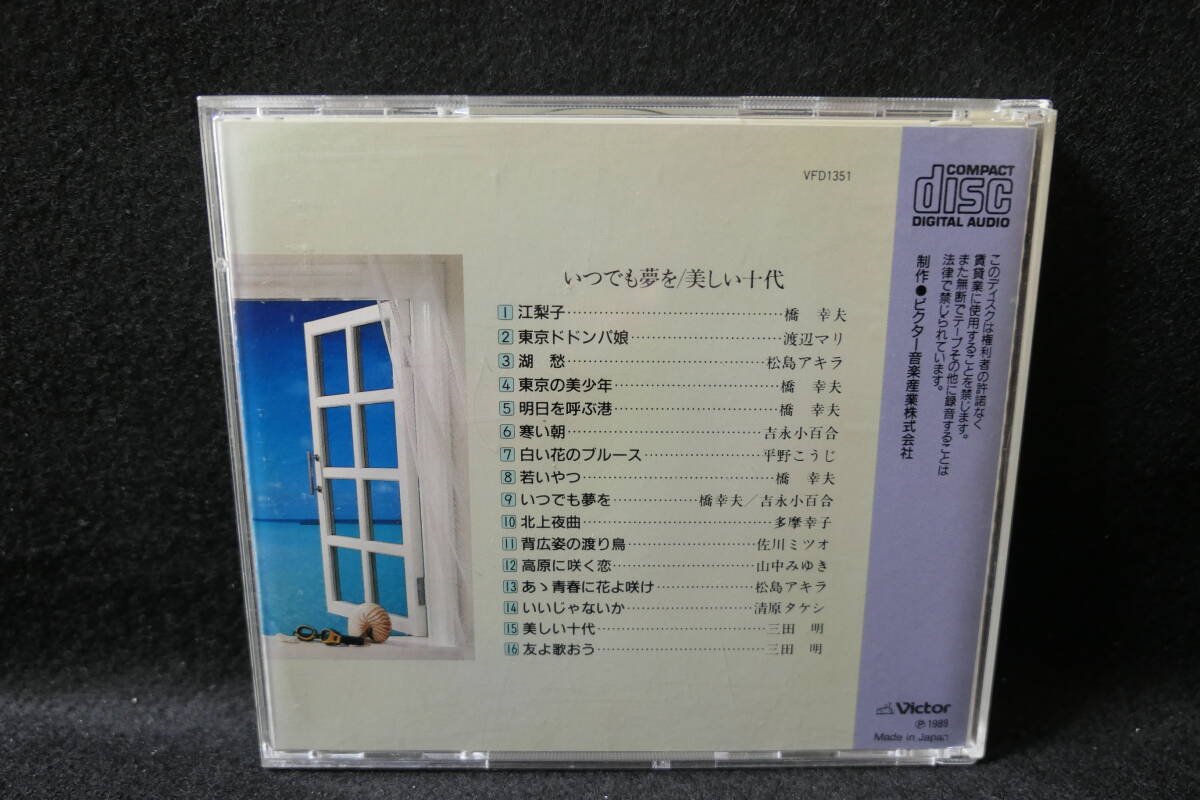 VFD1351
COMPACT
disc
DIGITAL AUDIO
いつでも夢を/美しい十代
1 江梨子……橋 幸夫
2 東京ドドンパ娘……渡辺マリ
3 湖 愁……松島アキラ
4 東京の美少年……橋 幸夫
5 明日を呼ぶ港……橋 幸夫
6 寒い朝……吉永小百合
7 白い花のブルース……平野こうじ
8 若いやつ……橋 幸夫
9 いつでも夢を……橋幸夫/吉永小百合
10 北上夜曲……多摩幸子
11 背広姿の渡り鳥……佐川ミツオ
12 高原に咲く恋……山中みゆき
13 あゝ青春に花よ咲け……松島アキラ
14 いいじゃないか……清原タケシ
15 美しい十代……三田 明
16 友よ歌おう……三田 明
このディスクは権利者の許諾なく
賃貸業に使用することを禁じます。
また無断でテープその他に録音することは
法律で禁じられています。
制作●ビクター音楽産業株式会社
Victor
Ⓟ1989
Made in Japan